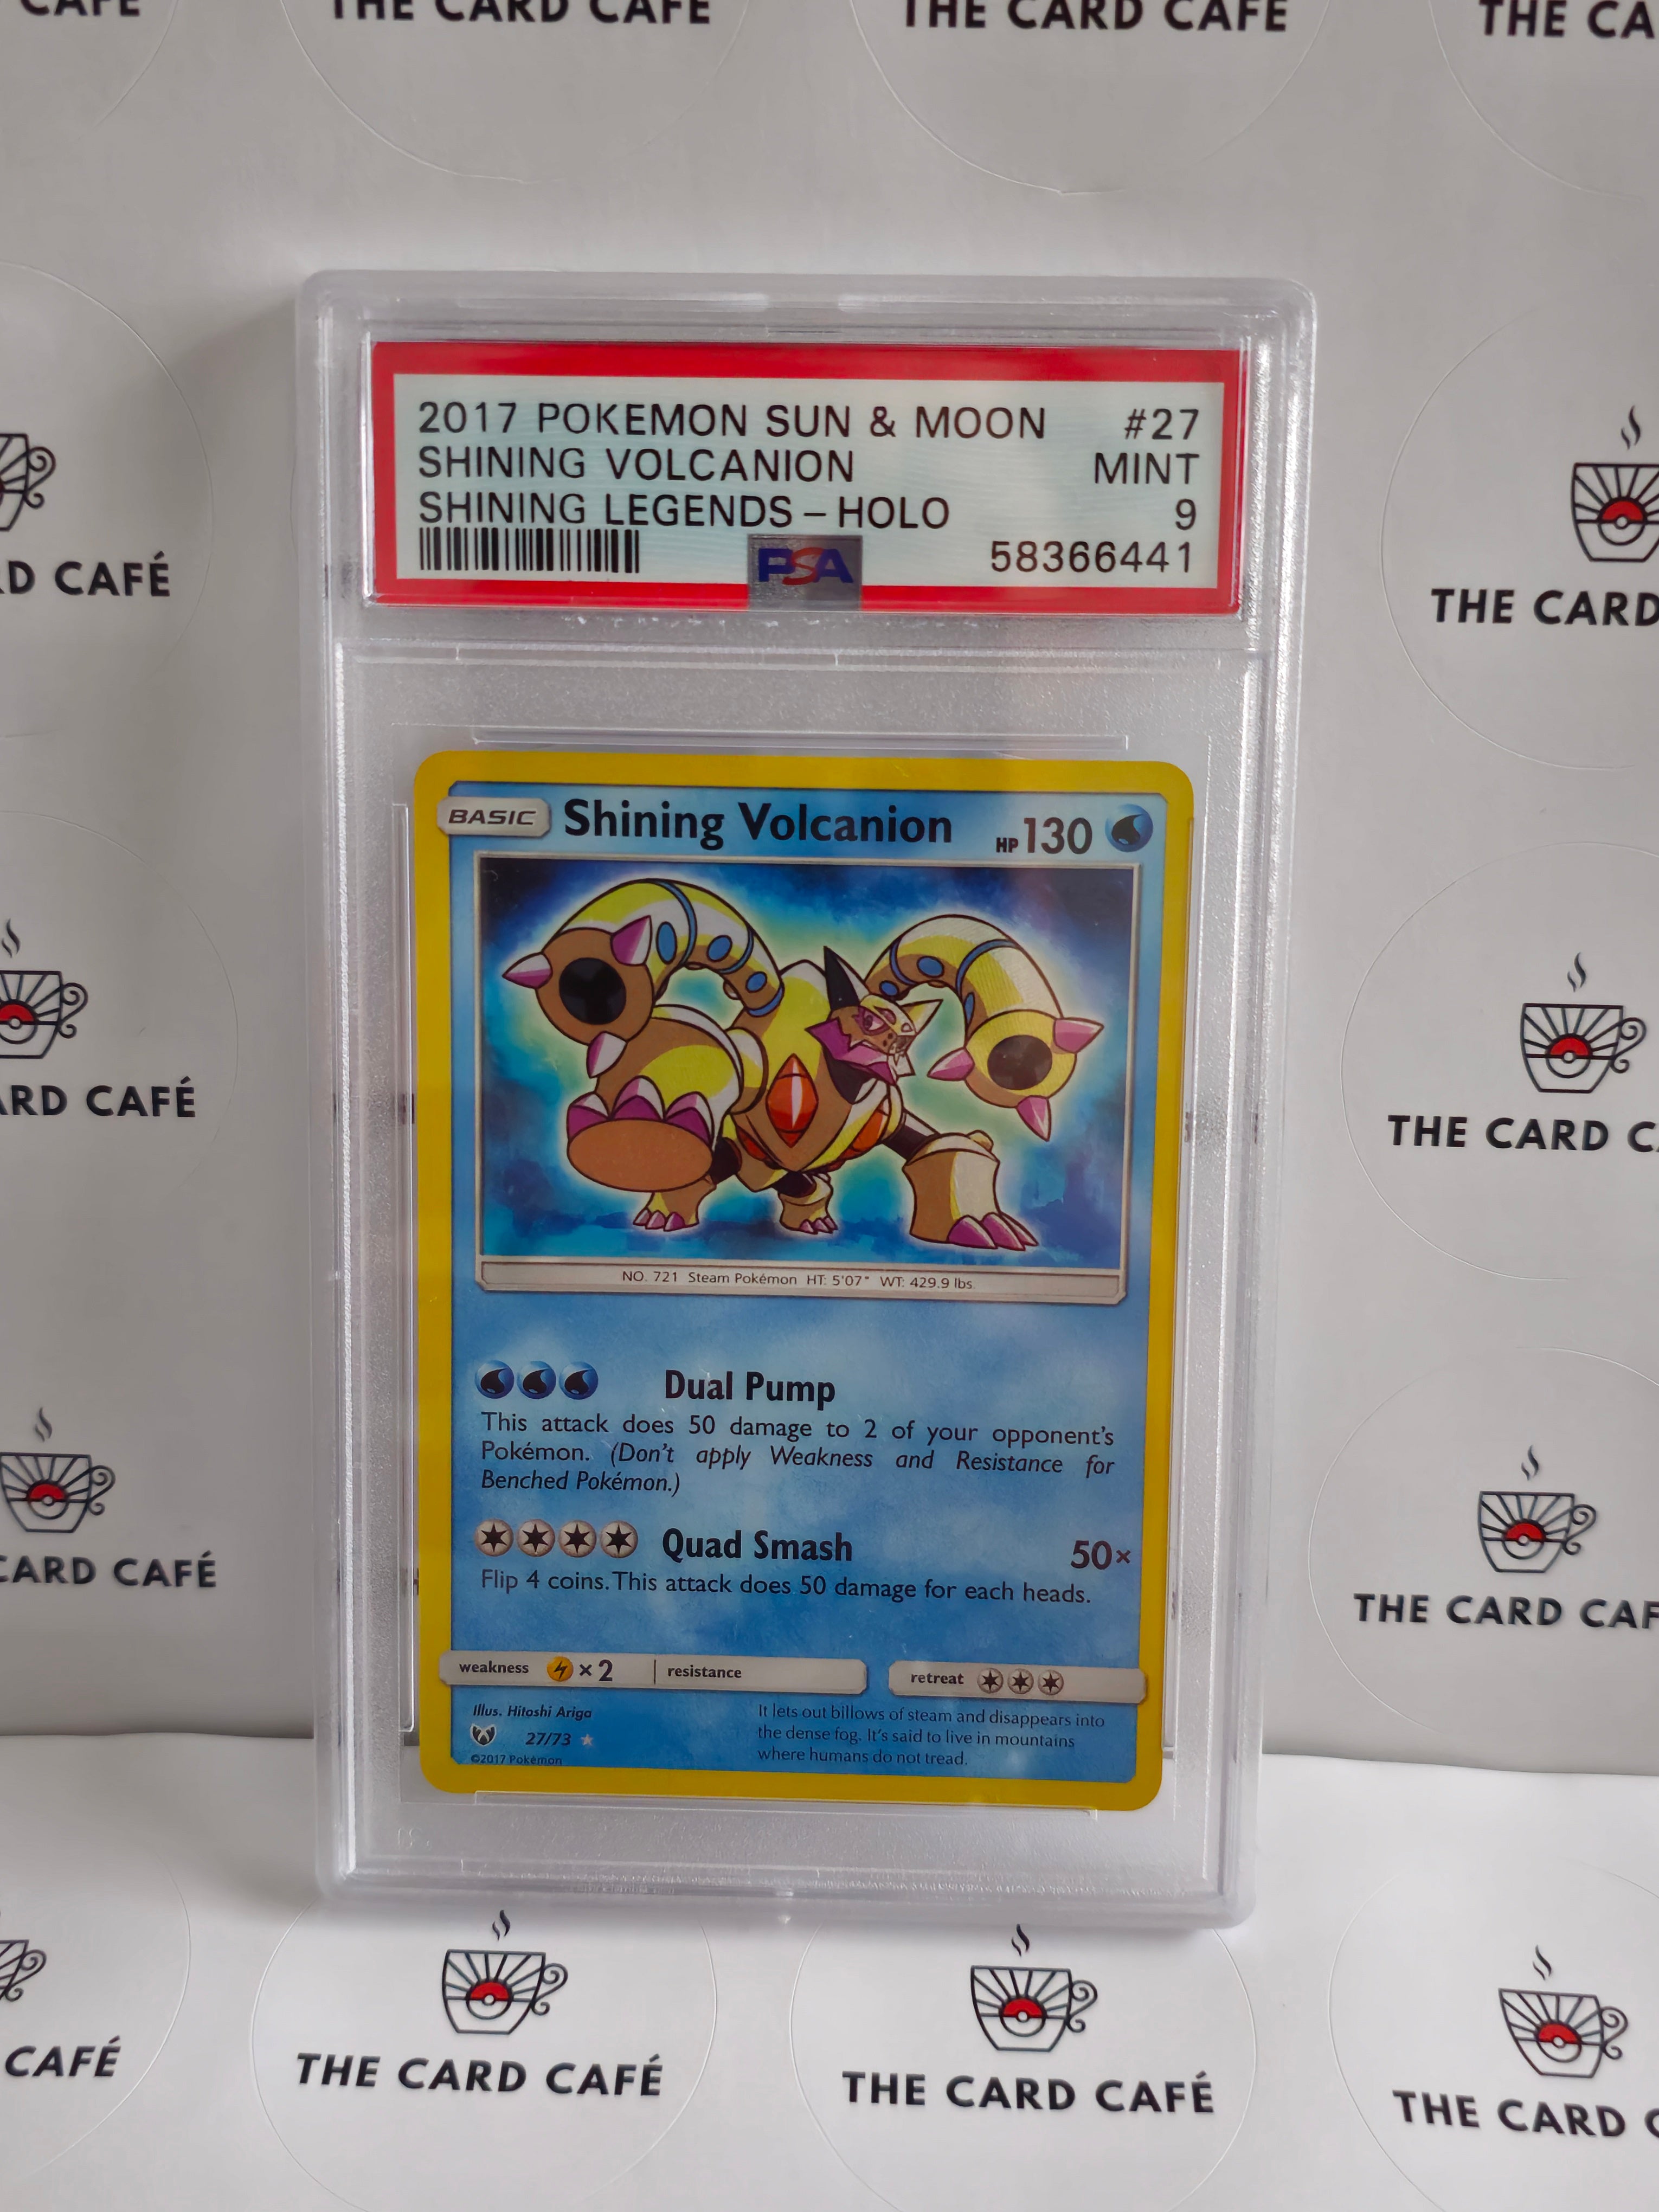 CAFÉ
THE CARD CAFÉ
THE CARD CAFÉ
THE CA
2017 POKEMON SUN & MOON #27
SHINING VOLCANION MINT
SHINING LEGENDS – HOLO 9
PSA 58366441
D CAFÉ
THE CARD
BASIC Shining Volcanion HP 130
NO. 721 Steam Pokémon HT: 5'07" WT: 429.9 lbs.
ARD CAFÉ
THE CARD C
Dual Pump
This attack does 50 damage to 2 of your opponent's
Pokémon. (Don't apply Weakness and Resistance for
Benched Pokémon.)
Quad Smash 50×
Flip 4 coins. This attack does 50 damage for each heads.
CARD CAFÉ
THE CARD CAF
weakness ×2 resistance retreat
Illus. Hitoshi Ariga
27/73
©2017 Pokémon
It lets out billows of steam and disappears into
the dense fog. It's said to live in mountains
where humans do not tread.
CAFÉ
THE CARD CAFÉ
THE CARD CAFÉ
THE CARD C